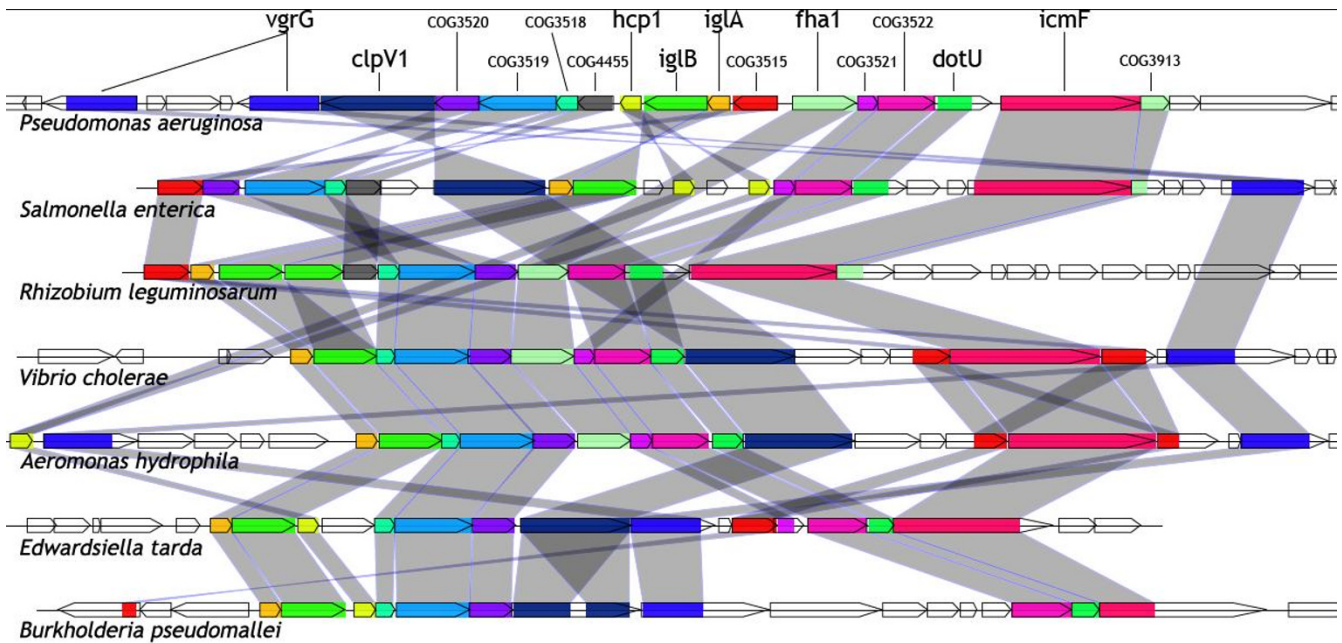 vgrG COG3520 COG3518 hcp1 iglA fha1 COG3522 icmF
clpV1 COG3519 COG4455 iglB COG3515 COG3521 dotU COG3913
Pseudomonas aeruginosa
Salmonella enterica
Rhizobium leguminosarum
Vibrio cholerae
Aeromonas hydrophila
Edwardsiella tarda
Burkholderia pseudomallei